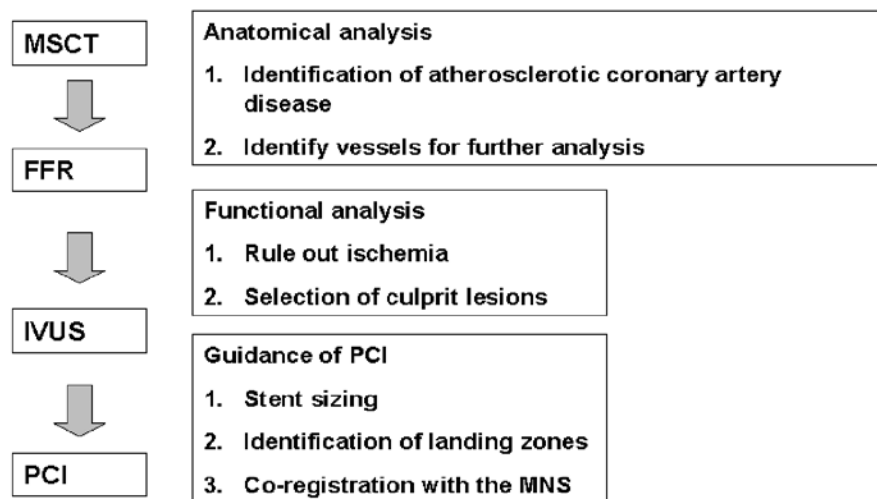 MSCT
Anatomical analysis
1. Identification of atherosclerotic coronary artery
disease
2. Identify vessels for further analysis
FFR
Functional analysis
1. Rule out ischemia
2. Selection of culprit lesions
IVUS
Guidance of PCI
1. Stent sizing
2. Identification of landing zones
3. Co-registration with the MNS
PCI